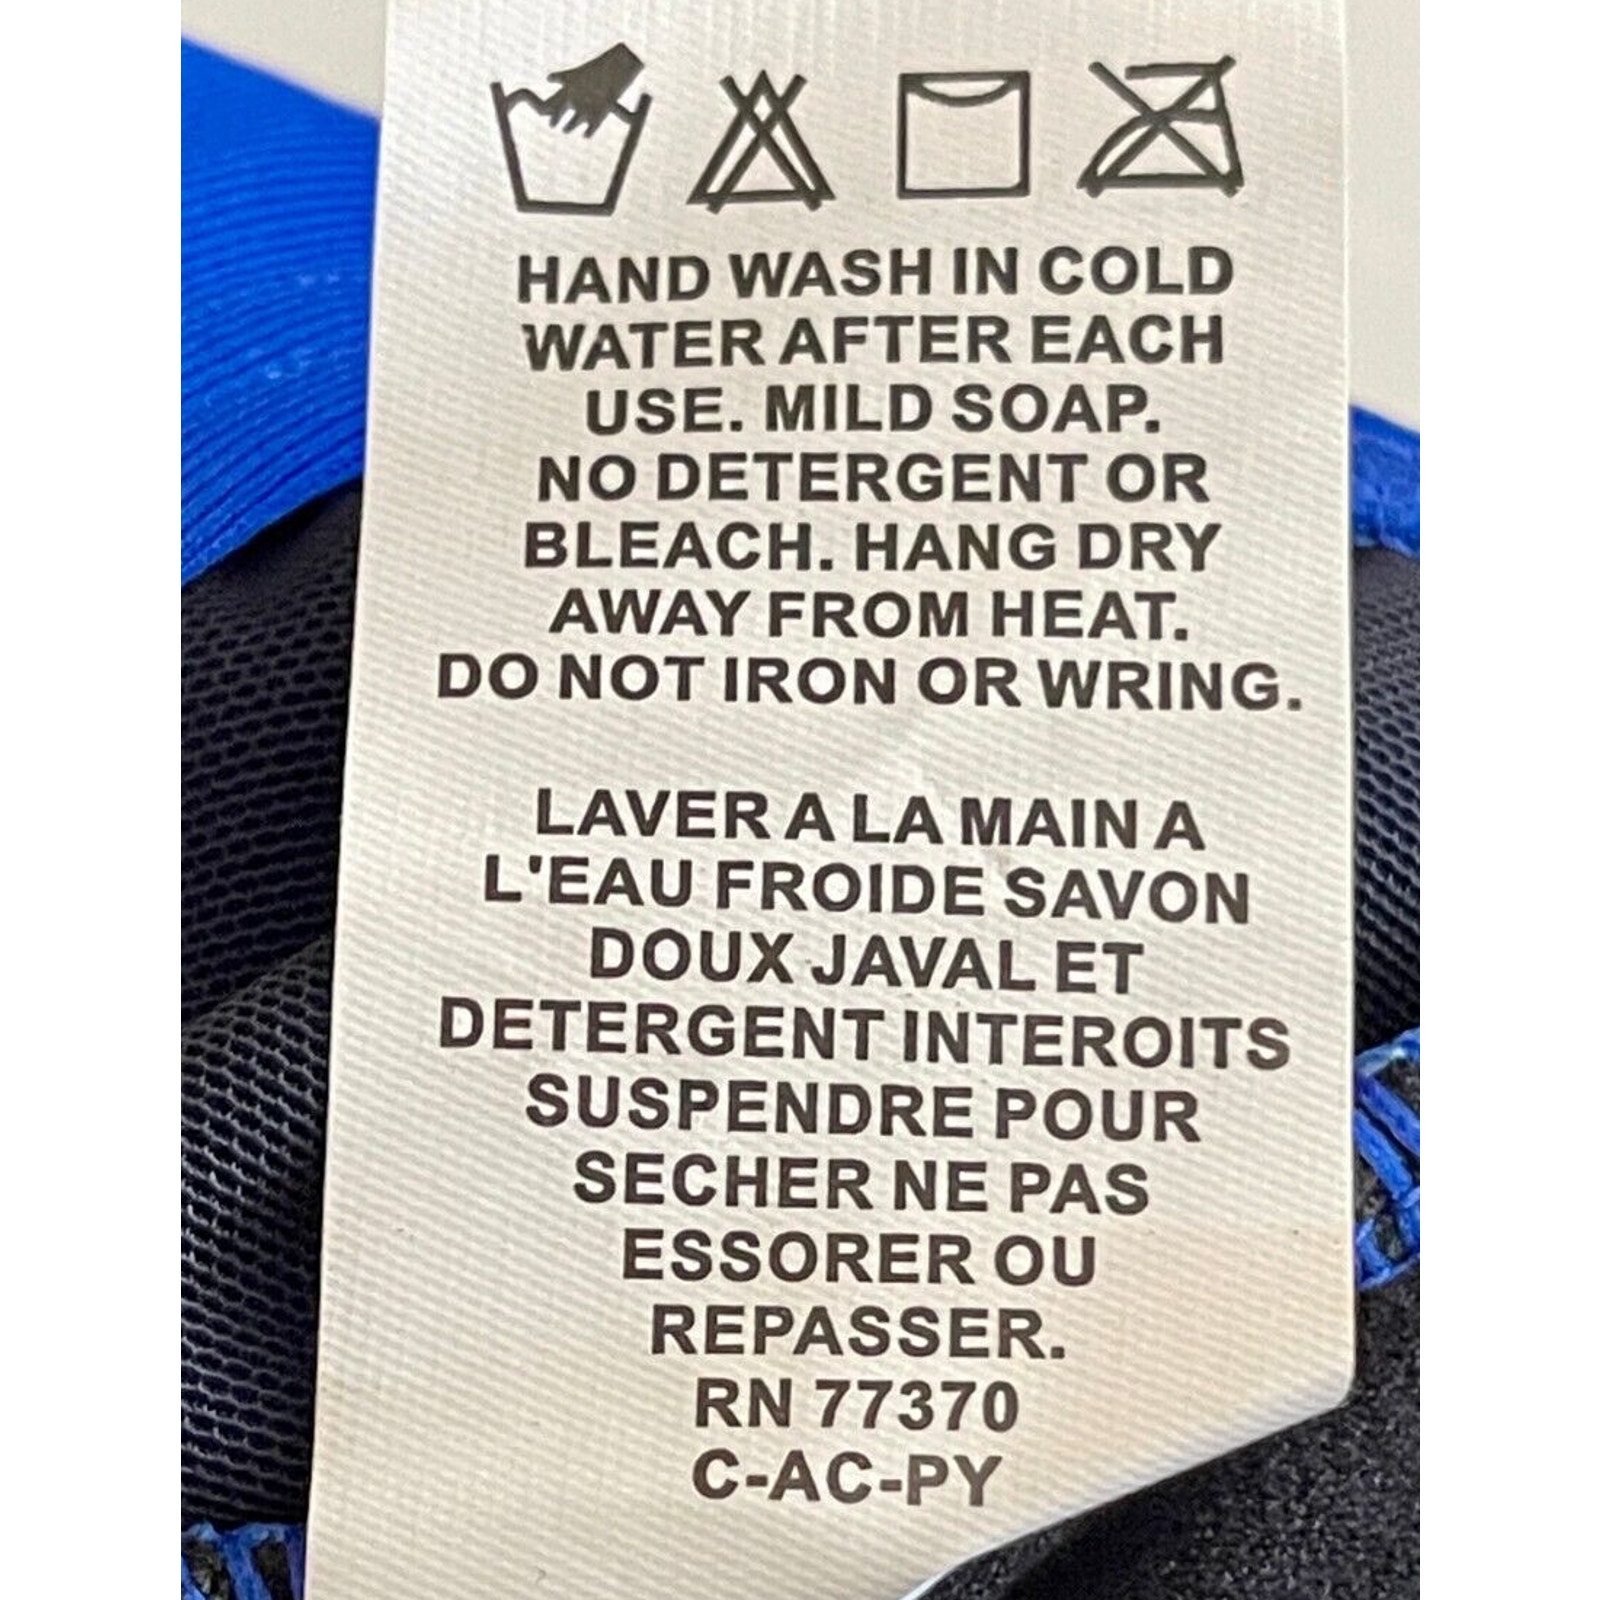 HAND WASH IN COLD
WATER AFTER EACH
USE. MILD SOAP.
NO DETERGENT OR
BLEACH. HANG DRY
AWAY FROM HEAT.
DO NOT IRON OR WRING.
LAVER A LA MAIN A
L'EAU FROIDE SAVON
DOUX JAVAL ET
DETERGENT INTEROITS
SUSPENDRE POUR
SECHER NE PAS
ESSORER OU
REPASSER.
RN 77370
C-AC-PY